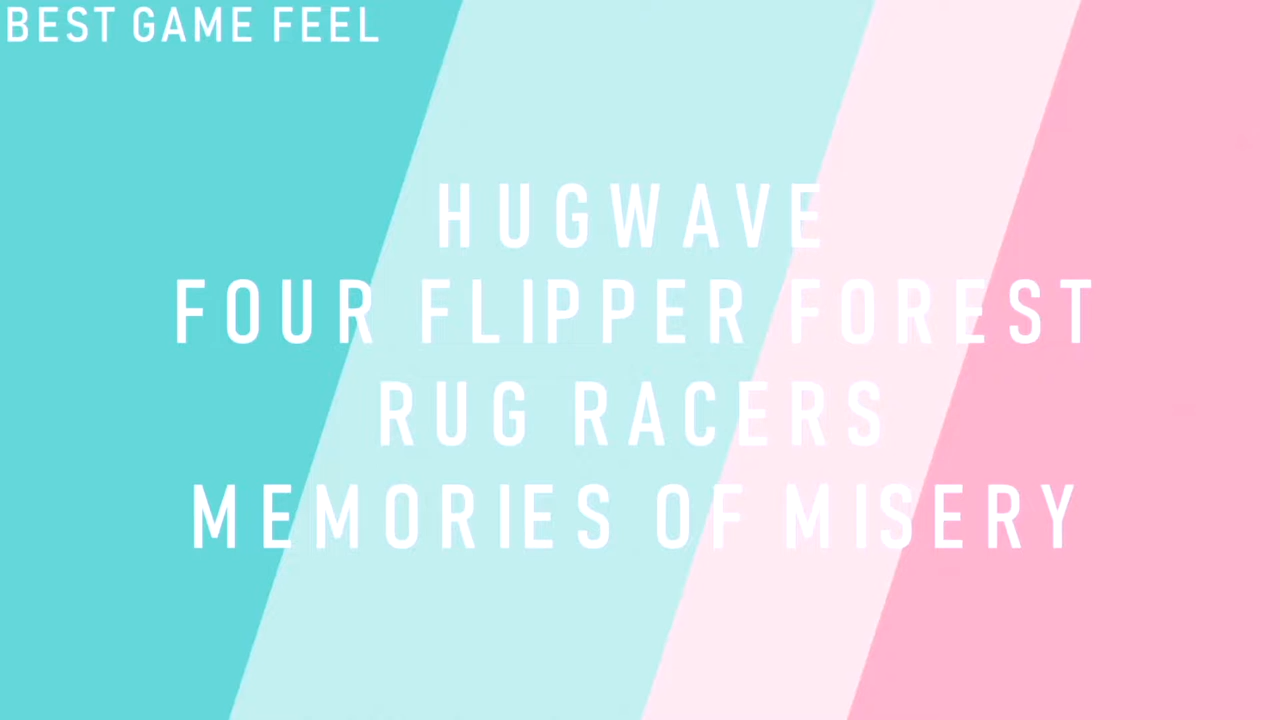 BEST GAME FEEL
HUGWAVE
FOUR FLIPPER FOREST
RUG RACERS
MEMORIES OF MISERY